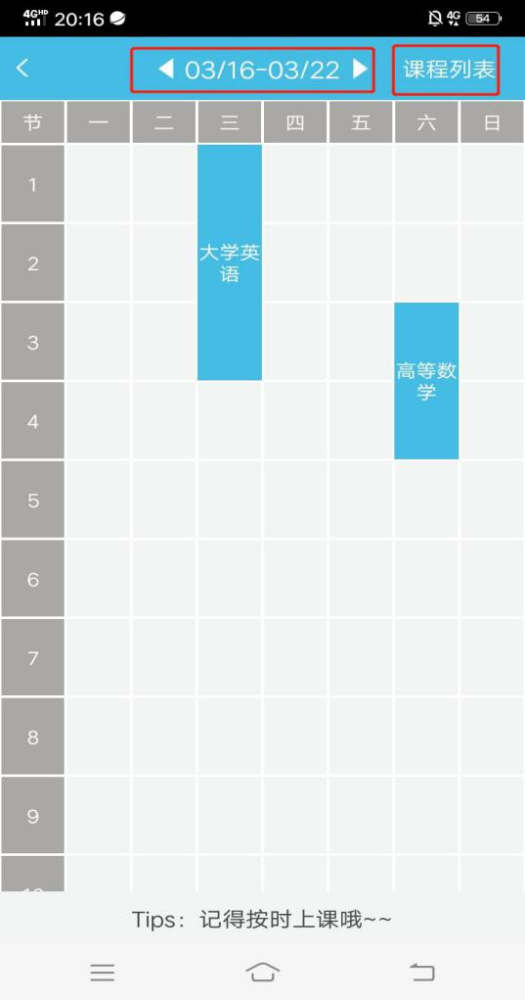 4GHD 20:16 4G 54
03/16-03/22 课程列表
节 一 二 三 四 五 六 日
1
2
大学英
语
3
高等数
学
4
5
6
7
8
9
Tips：记得按时上课哦~~